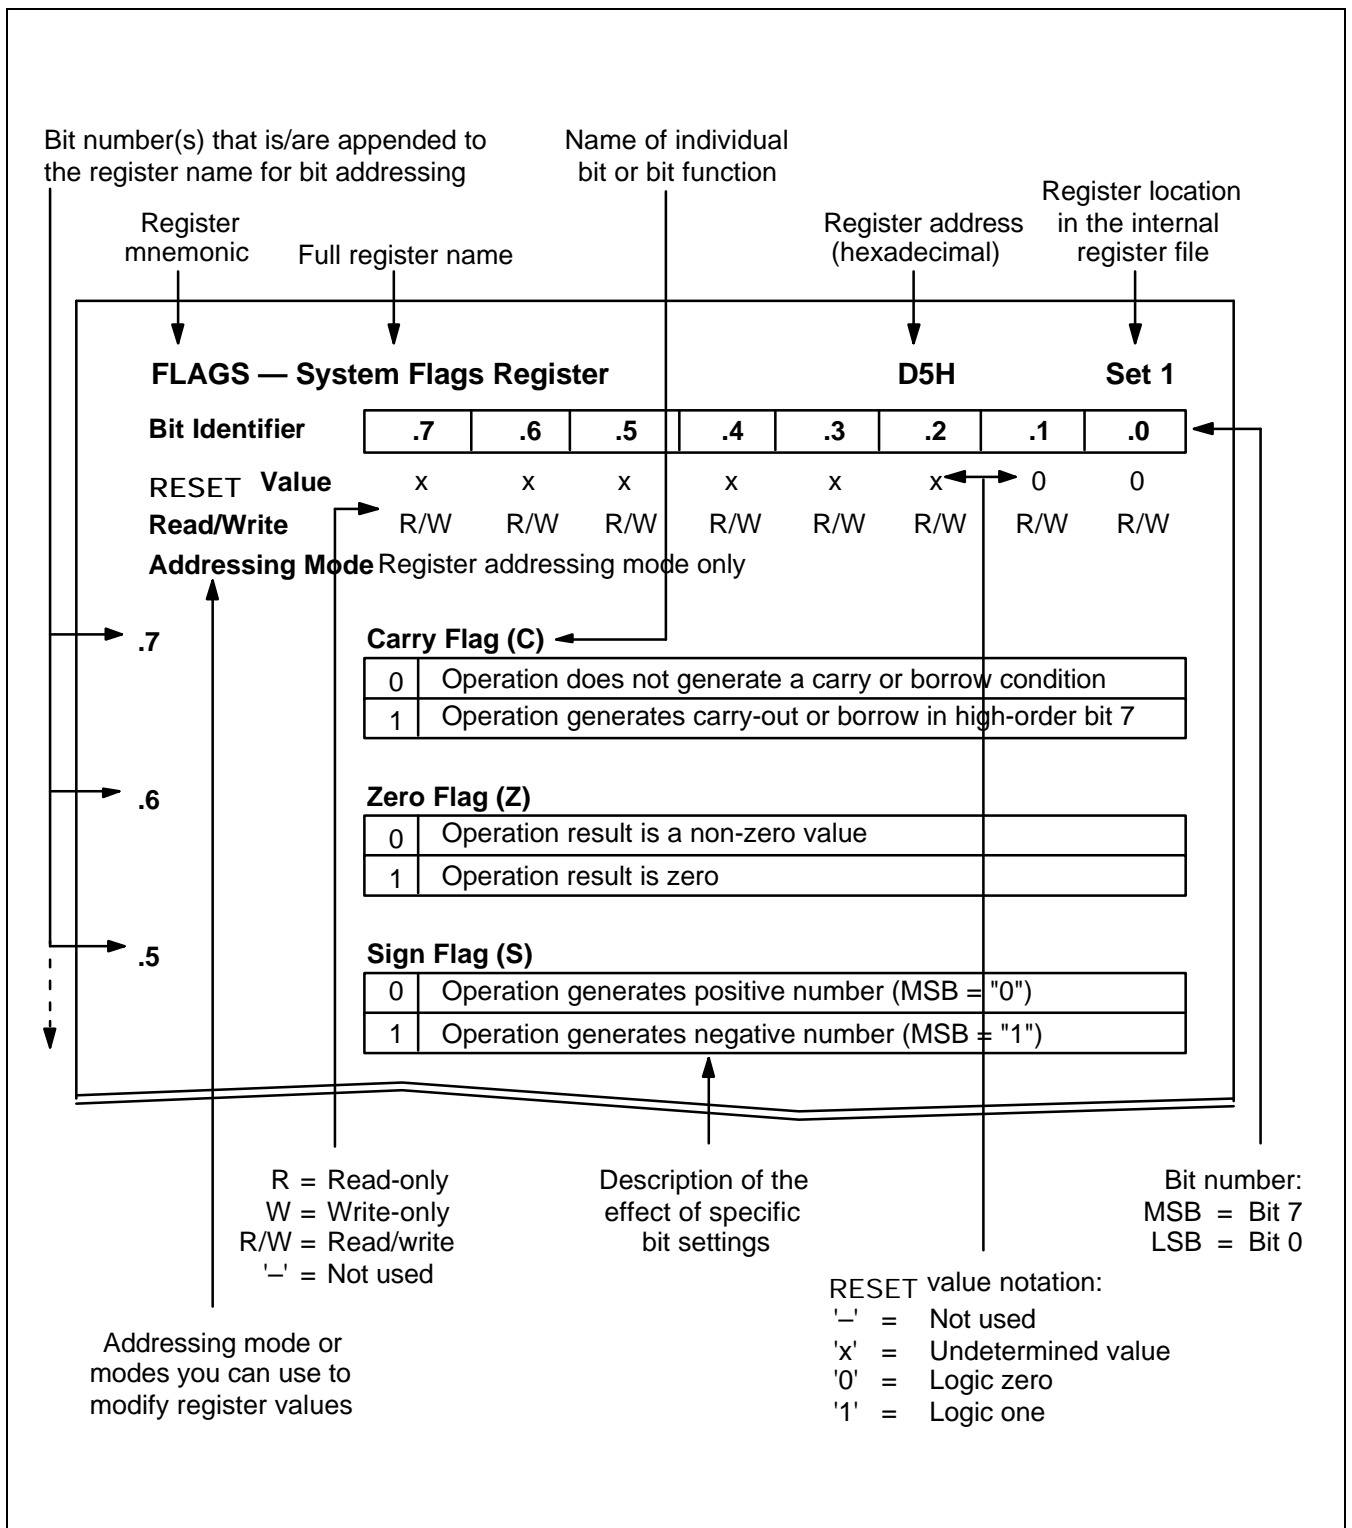 Bit number(s) that is/are appended to
the register name for bit addressing
Name of individual
bit or bit function
Register
mnemonic
Full register name
Register address
(hexadecimal)
Register location
in the internal
register file
FLAGS — System Flags Register D5H Set 1
Bit Identifier .7 .6 .5 .4 .3 .2 .1 .0
RESET Value x x x x x x 0 0
Read/Write R/W R/W R/W R/W R/W R/W R/W R/W
Addressing Mode Register addressing mode only
.7 Carry Flag (C)
0 Operation does not generate a carry or borrow condition
1 Operation generates carry-out or borrow in high-order bit 7
.6 Zero Flag (Z)
0 Operation result is a non-zero value
1 Operation result is zero
.5 Sign Flag (S)
0 Operation generates positive number (MSB = "0")
1 Operation generates negative number (MSB = "1")
R = Read-only
W = Write-only
R/W = Read/write
'–' = Not used
Description of the
effect of specific
bit settings
Bit number:
MSB = Bit 7
LSB = Bit 0
Addressing mode or
modes you can use to
modify register values
RESET value notation:
'–' = Not used
'x' = Undetermined value
'0' = Logic zero
'1' = Logic one